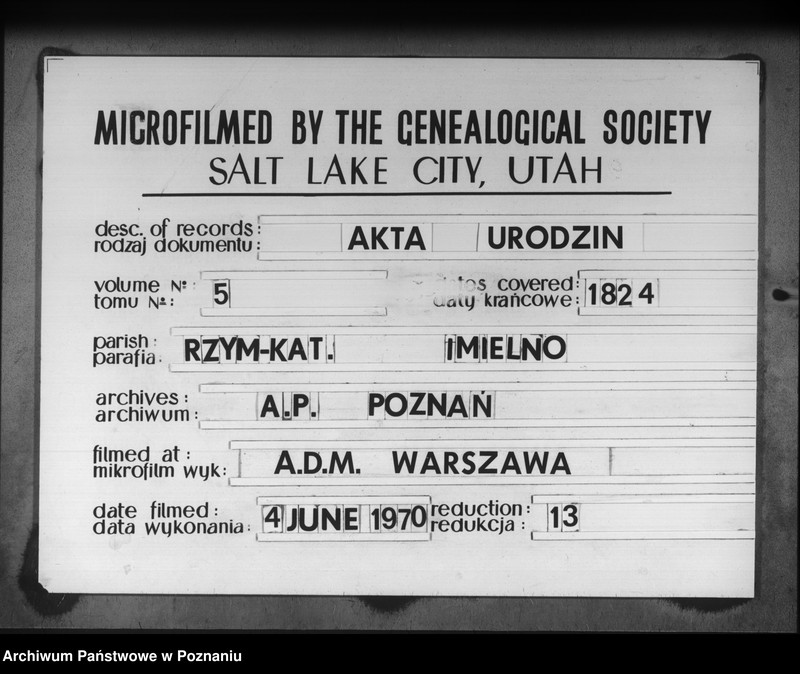 MICROFILMED BY THE GENEALOGICAL SOCIETY
SALT LAKE CITY, UTAH
desc. of records: AKTA URODZIN
rodzaj dokumentu:
volume Nº: 5
tomu Nº:
covered: 1824
daty krańcowe:
parish: RZYM-KAT. IMIELNO
parafia:
archives: A.P. POZNAŃ
archiwum:
filmed at: A.D.M. WARSZAWA
mikrofilm wyk:
date filmed: 4 JUNE 1970 reduction: 13
data wykonania: redukcja:
Archiwum Państwowe w Poznaniu